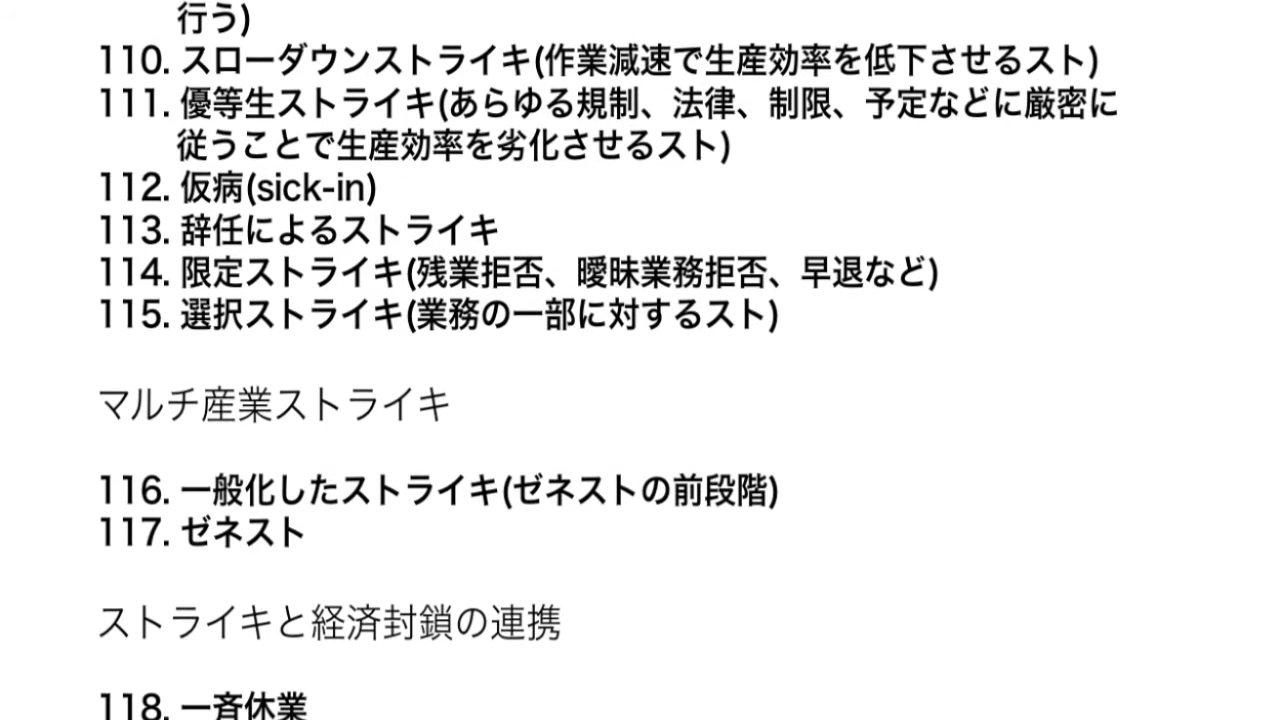 行う)
110. スローダウンストライキ(作業減速で生産効率を低下させるスト)
111. 優等生ストライキ(あらゆる規制、法律、制限、予定などに厳密に
従うことで生産効率を劣化させるスト)
112. 仮病(sick-in)
113. 辞任によるストライキ
114. 限定ストライキ(残業拒否、曖昧業務拒否、早退など)
115. 選択ストライキ(業務の一部に対するスト)
マルチ産業ストライキ
116. 一般化したストライキ(ゼネストの前段階)
117. ゼネスト
ストライキと経済封鎖の連携
118. 一斉休業